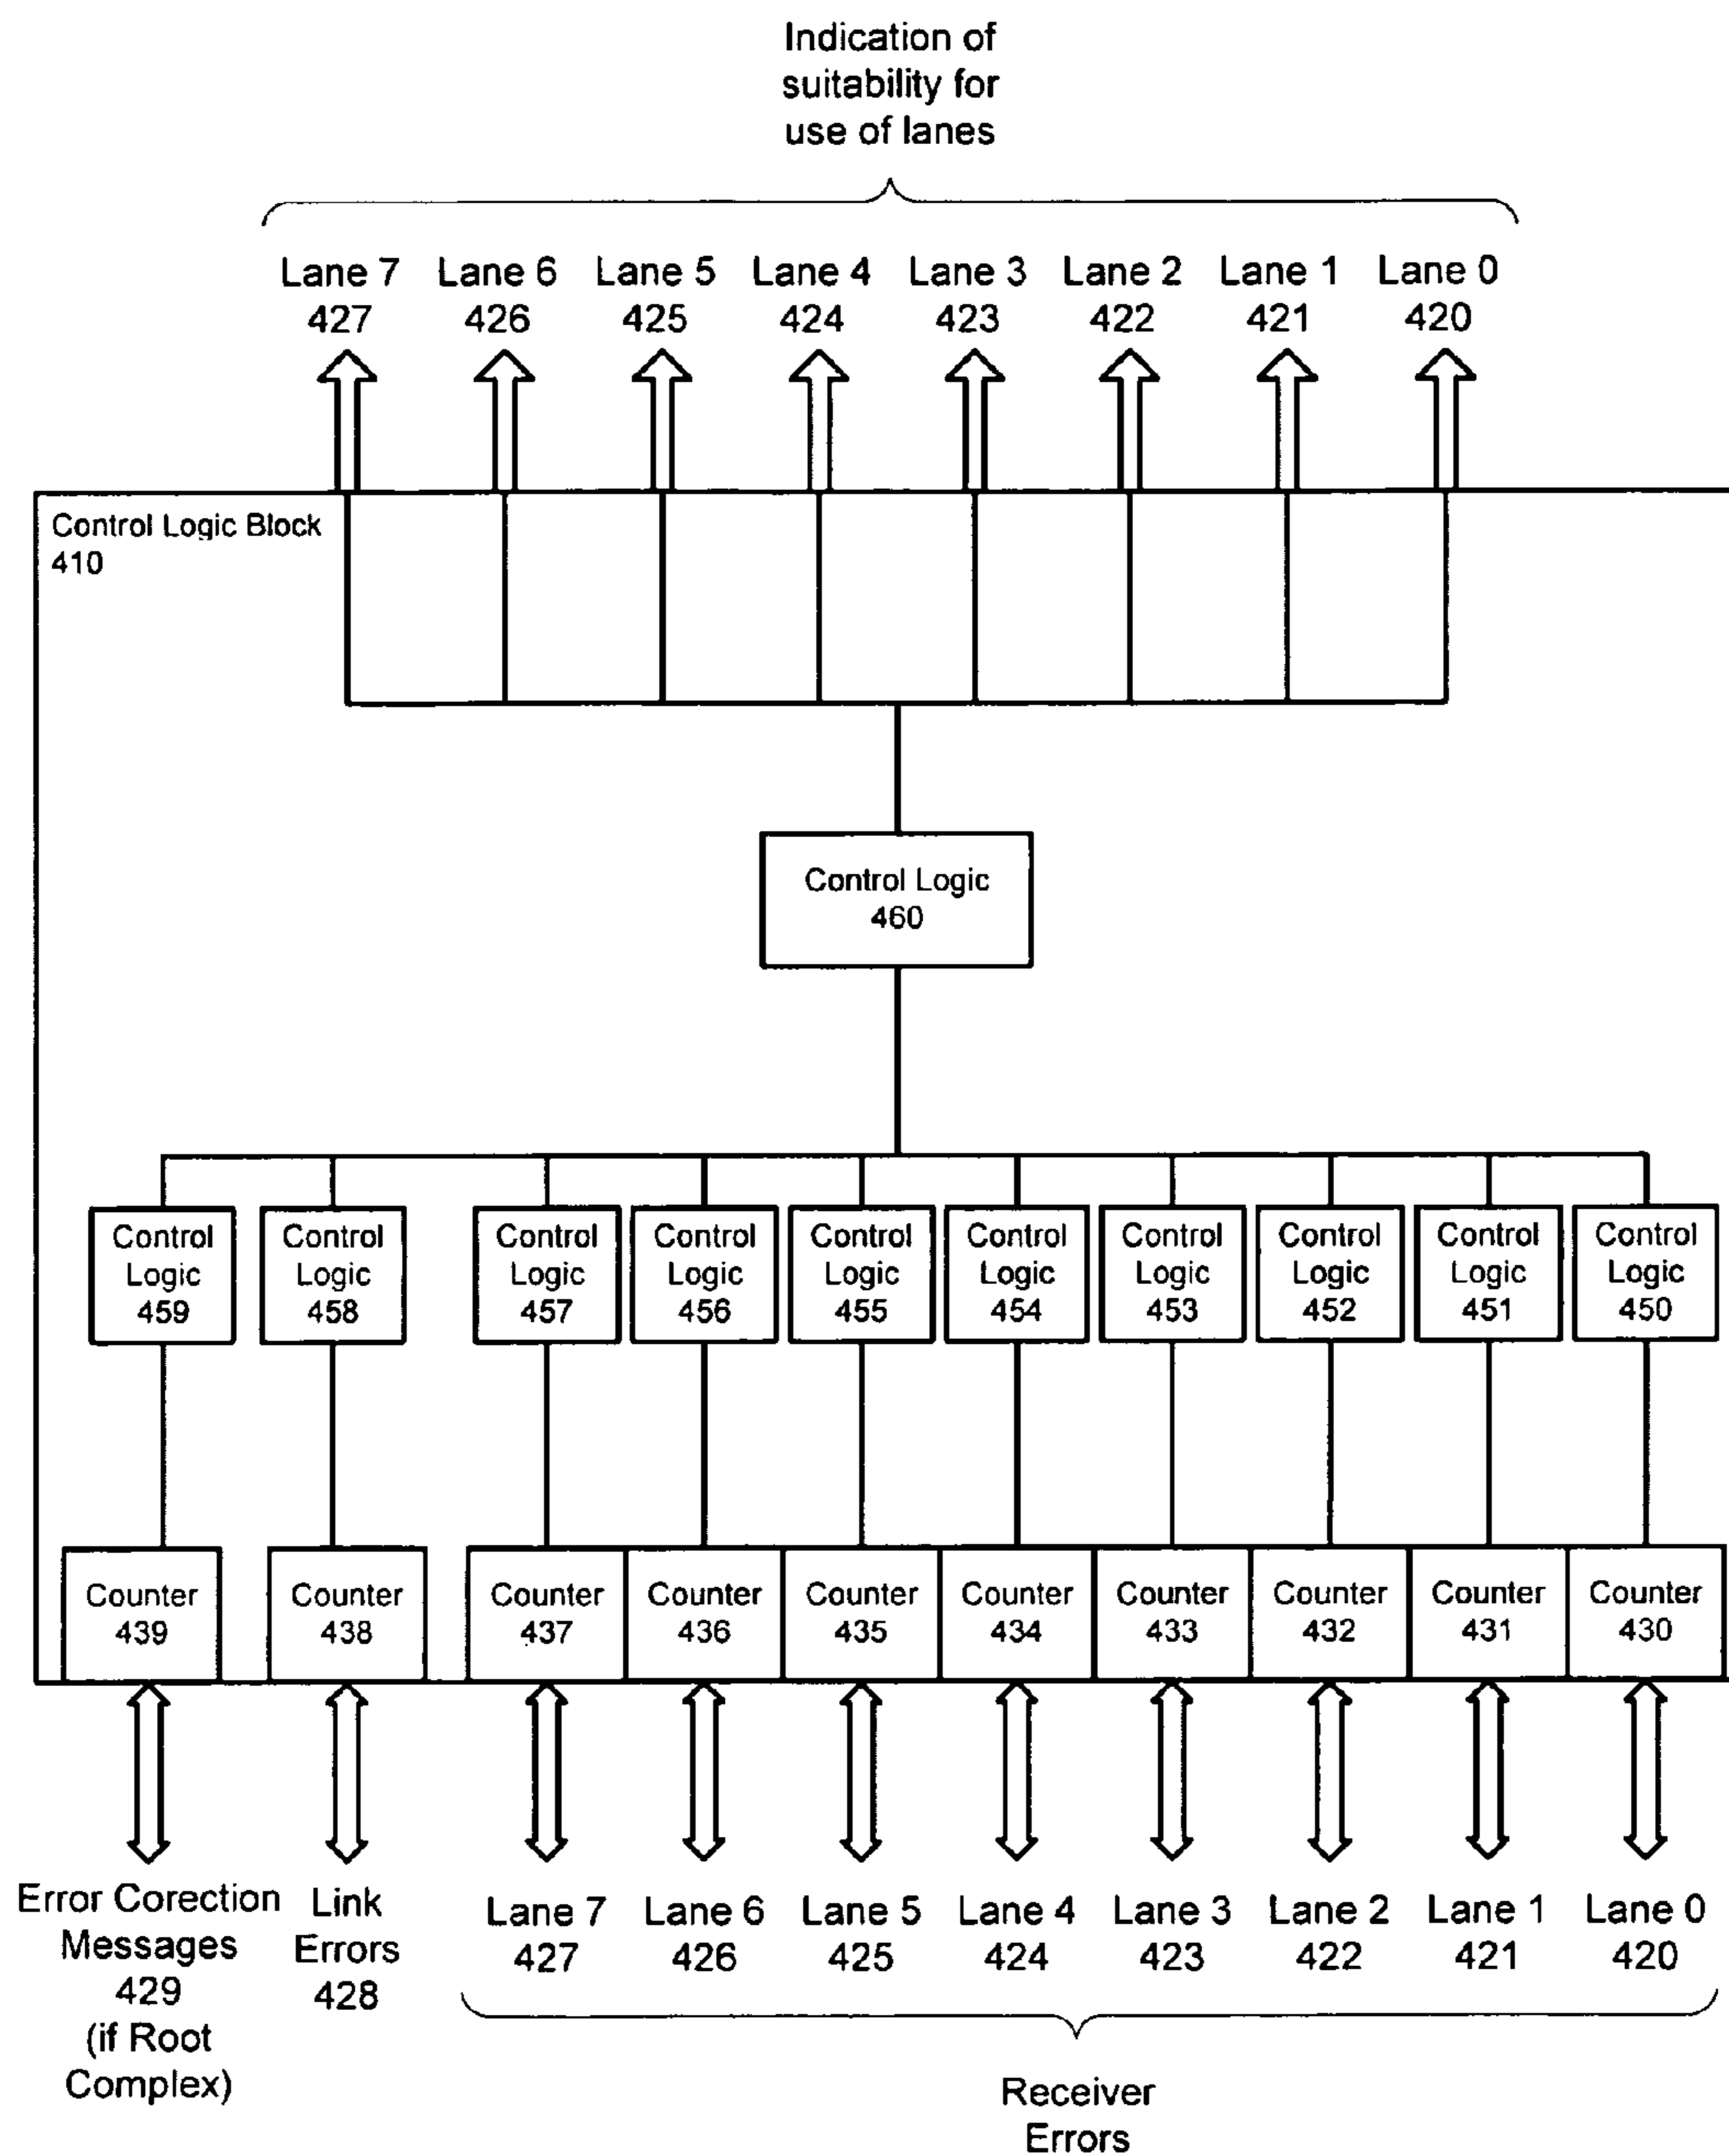 Indication of
suitability for
use of lanes
Lane 7 Lane 6 Lane 5 Lane 4 Lane 3 Lane 2 Lane 1 Lane 0
427 426 425 424 423 422 421 420
Control Logic Block
410
Control Logic
460
Control Control Control Control Control Control Control Control Control Control
Logic Logic Logic Logic Logic Logic Logic Logic Logic Logic
459 458 457 456 455 454 453 452 451 450
Counter Counter Counter Counter Counter Counter Counter Counter Counter Counter
439 438 437 436 435 434 433 432 431 430
Error Corection
Messages
429
(if Root
Complex)
Link
Errors
428
Lane 7 Lane 6 Lane 5 Lane 4 Lane 3 Lane 2 Lane 1 Lane 0
427 426 425 424 423 422 421 420
Receiver
Errors